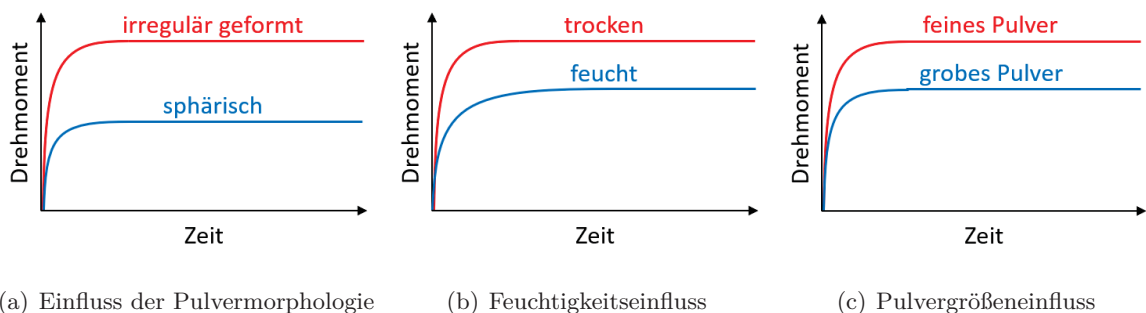 irregulär geformt
sphärisch
Drehmoment
Zeit
(a) Einfluss der Pulvermorphologie
trocken
feucht
Drehmoment
Zeit
(b) Feuchtigkeitseinfluss
feines Pulver
grobes Pulver
Drehmoment
Zeit
(c) Pulvergrößeneinfluss